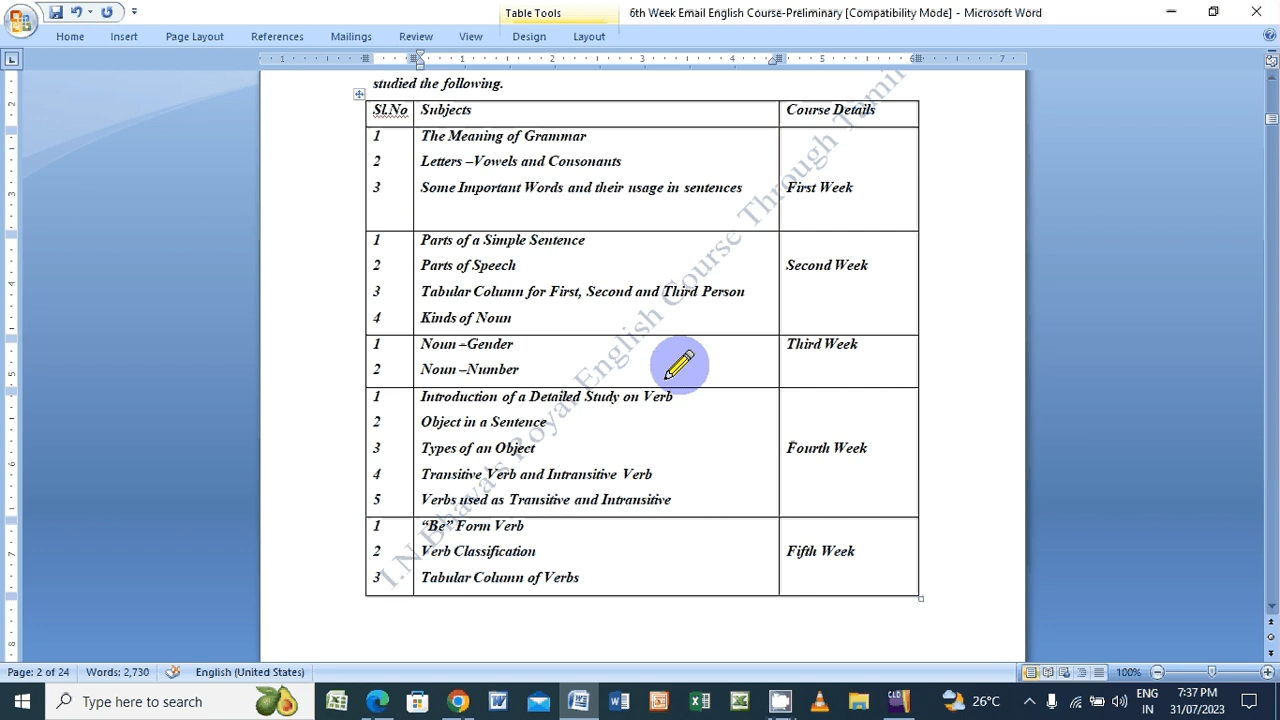 Table Tools
6th Week Email English Course-Preliminary [Compatibility Mode] - Microsoft Word
Home Insert Page Layout References Mailings Review View Design Layout
studied the following.
Sl.No Subjects Course Details
1 The Meaning of Grammar
2 Letters –Vowels and Consonants
3 Some Important Words and their usage in sentences First Week
1 Parts of a Simple Sentence
2 Parts of Speech Second Week
3 Tabular Column for First, Second and Third Person
4 Kinds of Noun
1 Noun –Gender Third Week
2 Noun –Number
1 Introduction of a Detailed Study on Verb
2 Object in a Sentence
3 Types of an Object Fourth Week
4 Transitive Verb and Intransitive Verb
5 Verbs used as Transitive and Intransitive
1 “Be” Form Verb
2 Verb Classification Fifth Week
3 Tabular Column of Verbs
I.N.Bhava's Royal English Course Through Tamil
Page: 2 of 24 Words: 2,730 English (United States) 100%
Type here to search 26°C ENG 7:37 PM
IN 31/07/2023